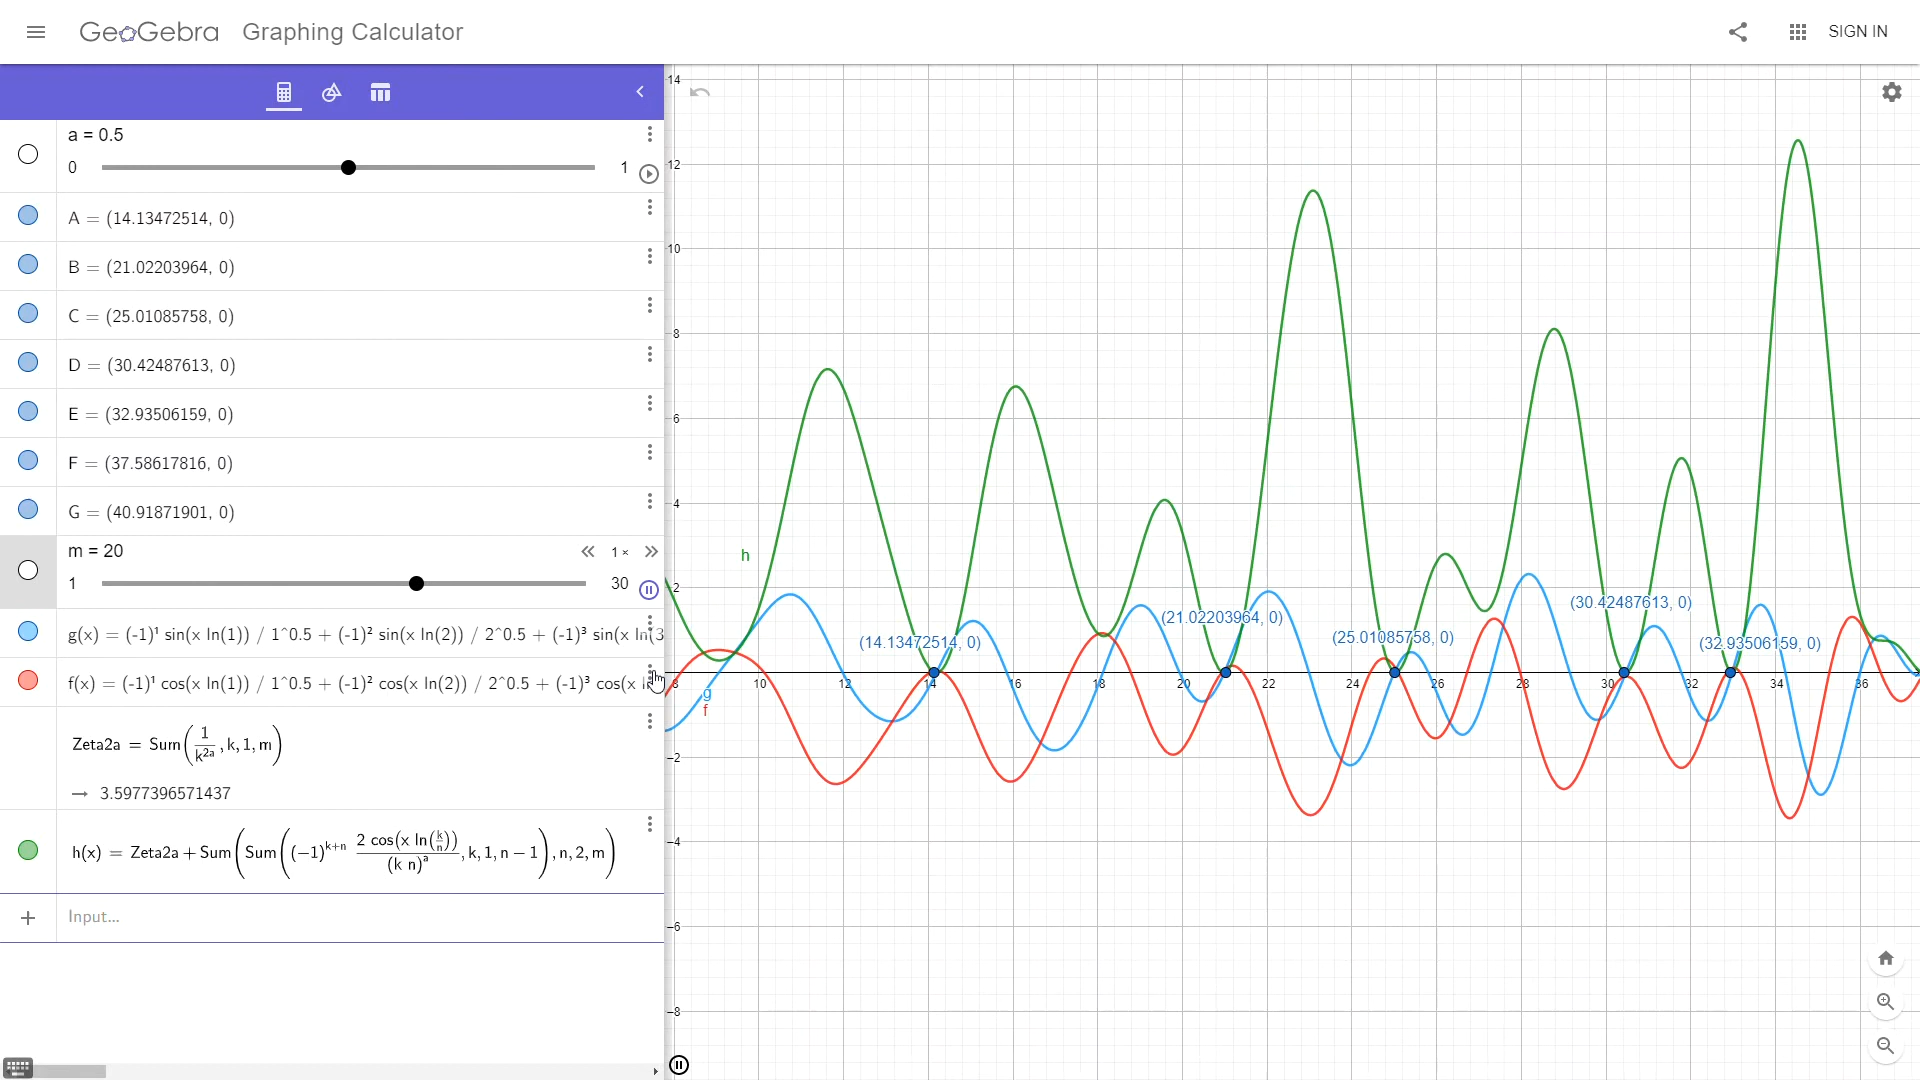 GeoGebra Graphing Calculator
SIGN IN
a = 0.5
0 1
A = (14.13472514, 0)
B = (21.02203964, 0)
C = (25.01085758, 0)
D = (30.42487613, 0)
E = (32.93506159, 0)
F = (37.58617816, 0)
G = (40.91871901, 0)
m = 20
1 ×
1 30
g(x) = (-1)¹ sin(x ln(1)) / 1^0.5 + (-1)² sin(x ln(2)) / 2^0.5 + (-1)³ sin(x ln(3
f(x) = (-1)¹ cos(x ln(1)) / 1^0.5 + (-1)² cos(x ln(2)) / 2^0.5 + (-1)³ cos(x
Zeta2a = Sum(1/k^2a, k, 1, m)
→ 3.5977396571437
h(x) = Zeta2a + Sum(Sum((−1)^k+n 2 cos(x ln(k/n))/(k n)^a, k, 1, n − 1), n, 2, m)
Input...
14
12
10
8
6
4
2
−2
−4
−6
−8
h
g
f
(14.13472514, 0)
(21.02203964, 0)
(25.01085758, 0)
(30.42487613, 0)
(32.93506159, 0)
8 10 12 14 16 18 20 22 24 26 28 30 32 34 36